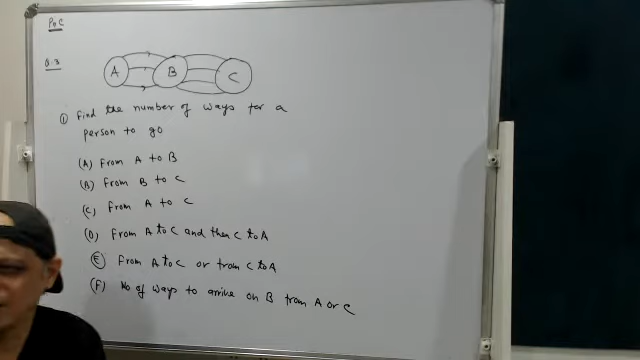 P&C
Q.3
A B C
① Find the number of ways for a
person to go
(A) From A to B
(B) From B to C
(C) From A to C
(D) From A to C and then C to A
(E) From A to C or from C to A
(F) No of ways to arrive on B from A or C